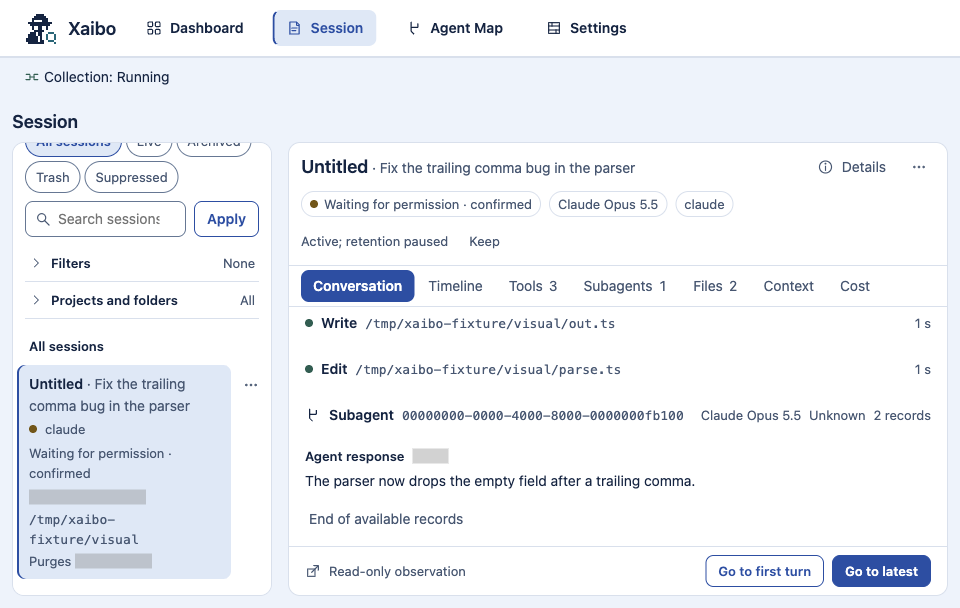 Xaibo
Dashboard
Session
Agent Map
Settings
Collection: Running
Session
All sessions
Live
Archived
Trash
Suppressed
Search sessions
Apply
Filters
None
Projects and folders
All
All sessions
Untitled · Fix the trailing
comma bug in the parser
claude
Waiting for permission ·
confirmed
/tmp/xaibo-
fixture/visual
Purges
Untitled · Fix the trailing comma bug in the parser
Details
Waiting for permission · confirmed
Claude Opus 5.5
claude
Active; retention paused
Keep
Conversation
Timeline
Tools 3
Subagents 1
Files 2
Context
Cost
Write /tmp/xaibo-fixture/visual/out.ts 1 s
Edit /tmp/xaibo-fixture/visual/parse.ts 1 s
Subagent 00000000-0000-4000-8000-0000000fb100 Claude Opus 5.5 Unknown 2 records
Agent response
The parser now drops the empty field after a trailing comma.
End of available records
Read-only observation
Go to first turn
Go to latest